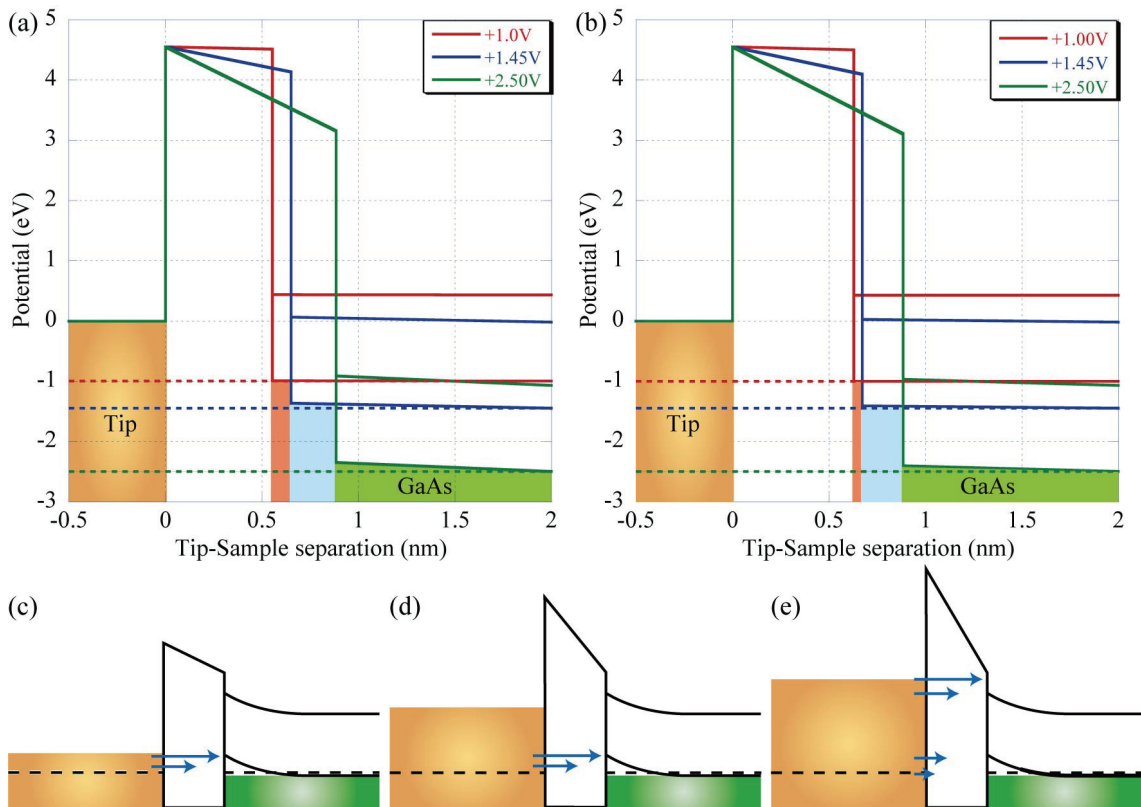 (a)
+1.0V
+1.45V
+2.50V
5
4
3
2
1
0
-1
-2
-3
Potential (eV)
Tip
GaAs
-0.5
0
0.5
1
1.5
2
Tip-Sample separation (nm)
(b)
+1.00V
+1.45V
+2.50V
5
4
3
2
1
0
-1
-2
-3
Potential (eV)
Tip
GaAs
-0.5
0
0.5
1
1.5
2
Tip-Sample separation (nm)
(c)
(d)
(e)